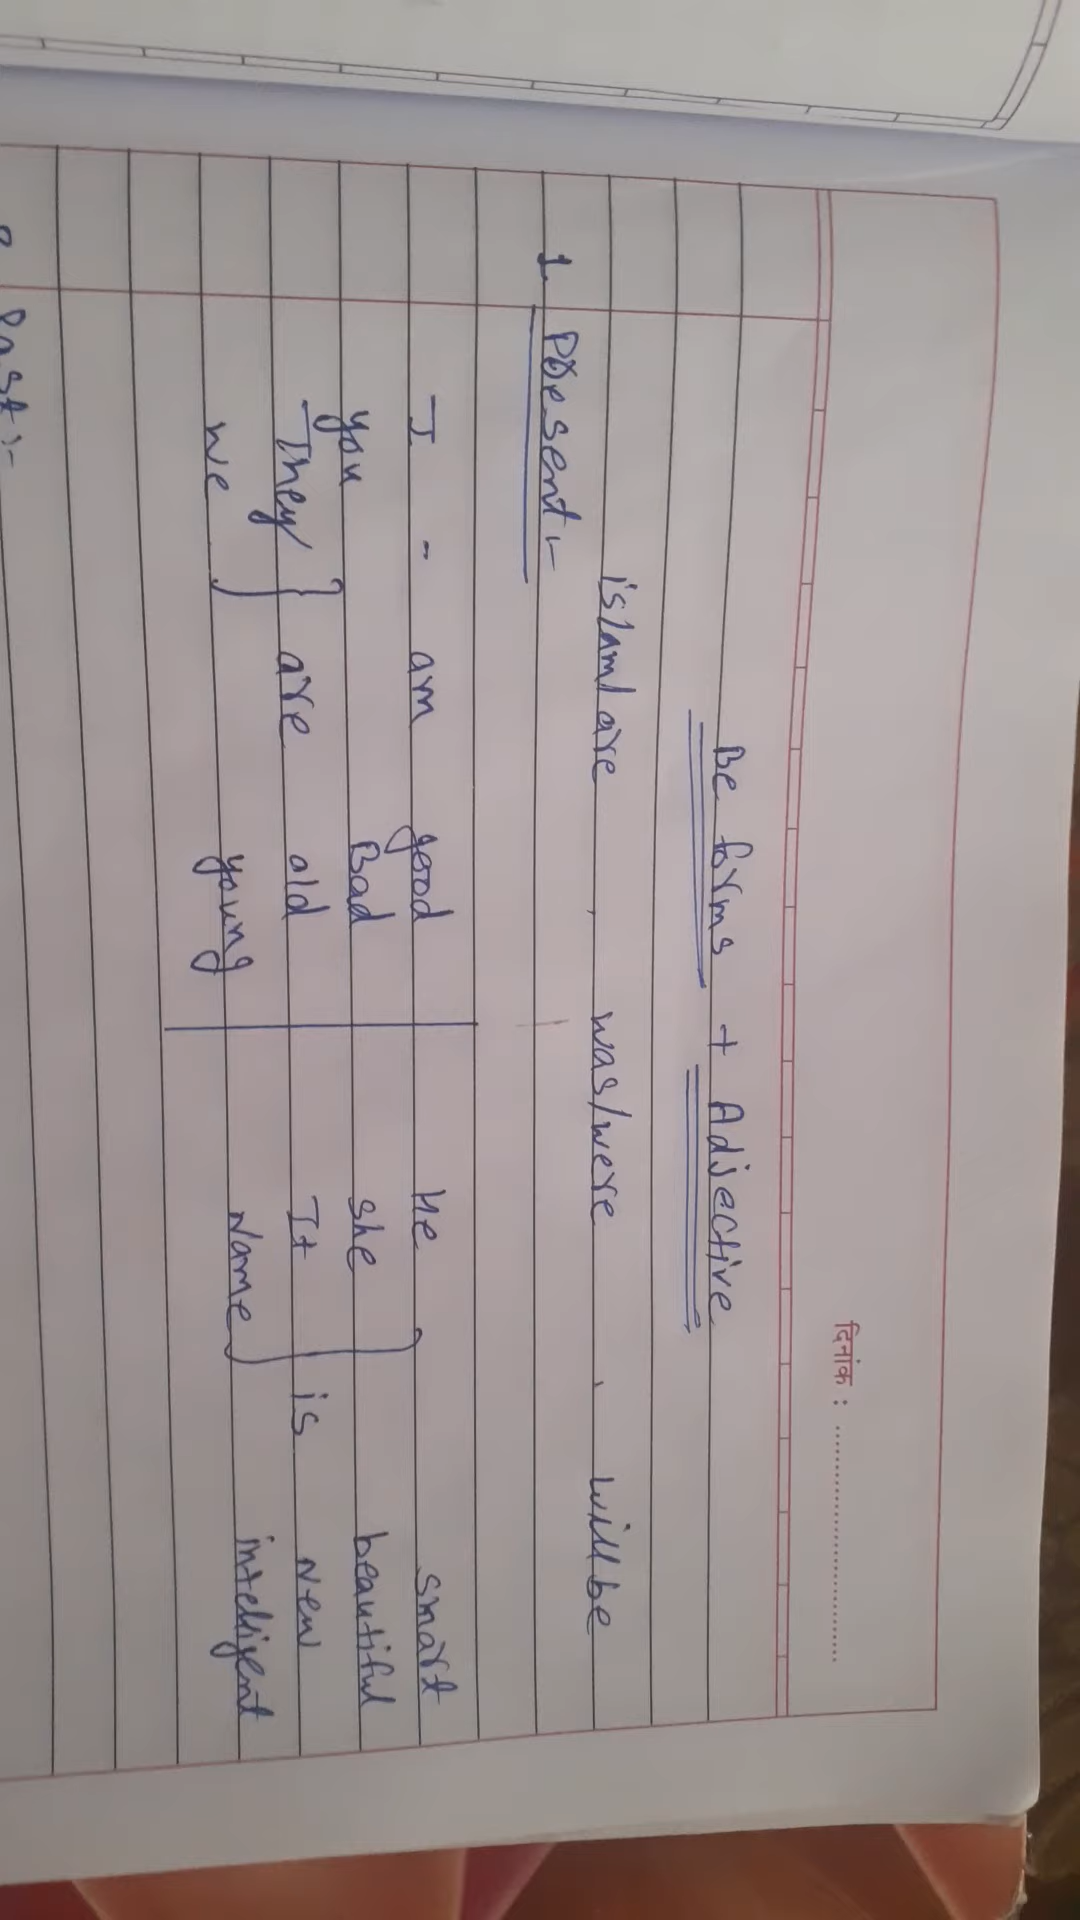 दिनांक : ..............................
Be forms + Adjective
is/am/are , was/were , will be
1. Present :-
I - am good He smart
you Bad she beautiful
They } are old It } is New
we young Name intelligent
Past :-